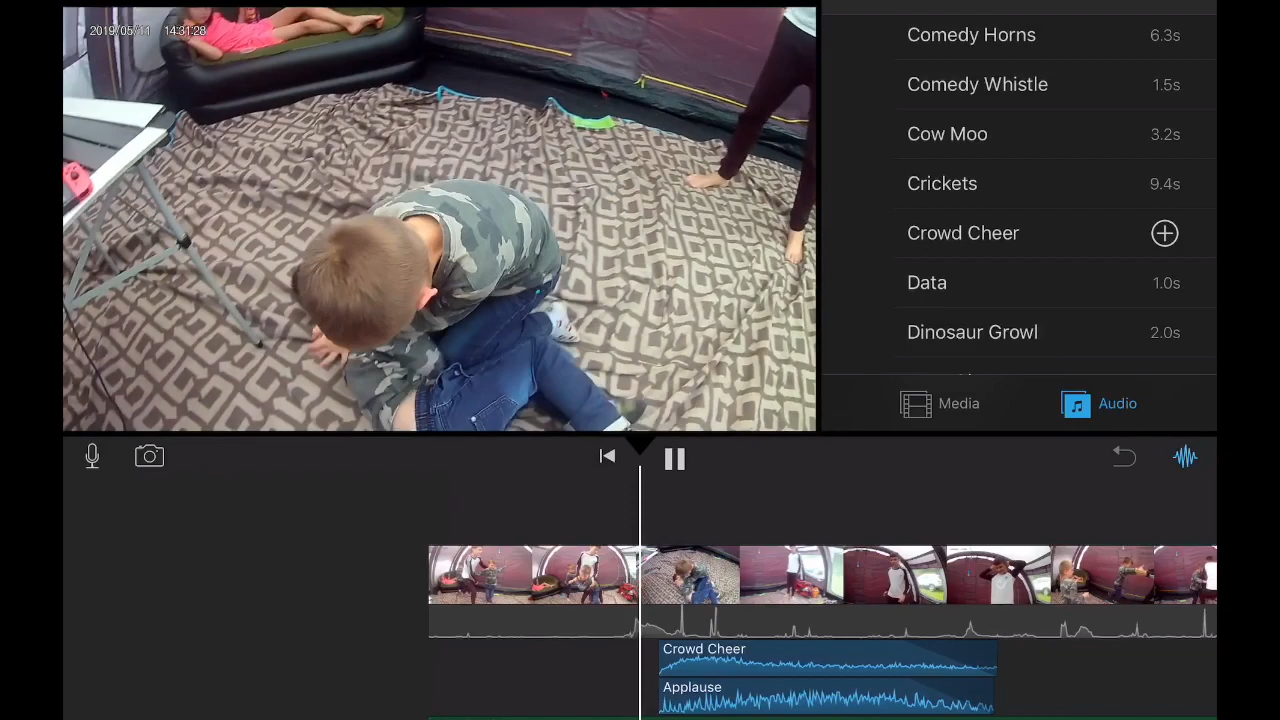 2019/05/11 14:31:28
Comedy Horns 6.3s
Comedy Whistle 1.5s
Cow Moo 3.2s
Crickets 9.4s
Crowd Cheer
Data 1.0s
Dinosaur Growl 2.0s
Media
Audio
Crowd Cheer
Applause